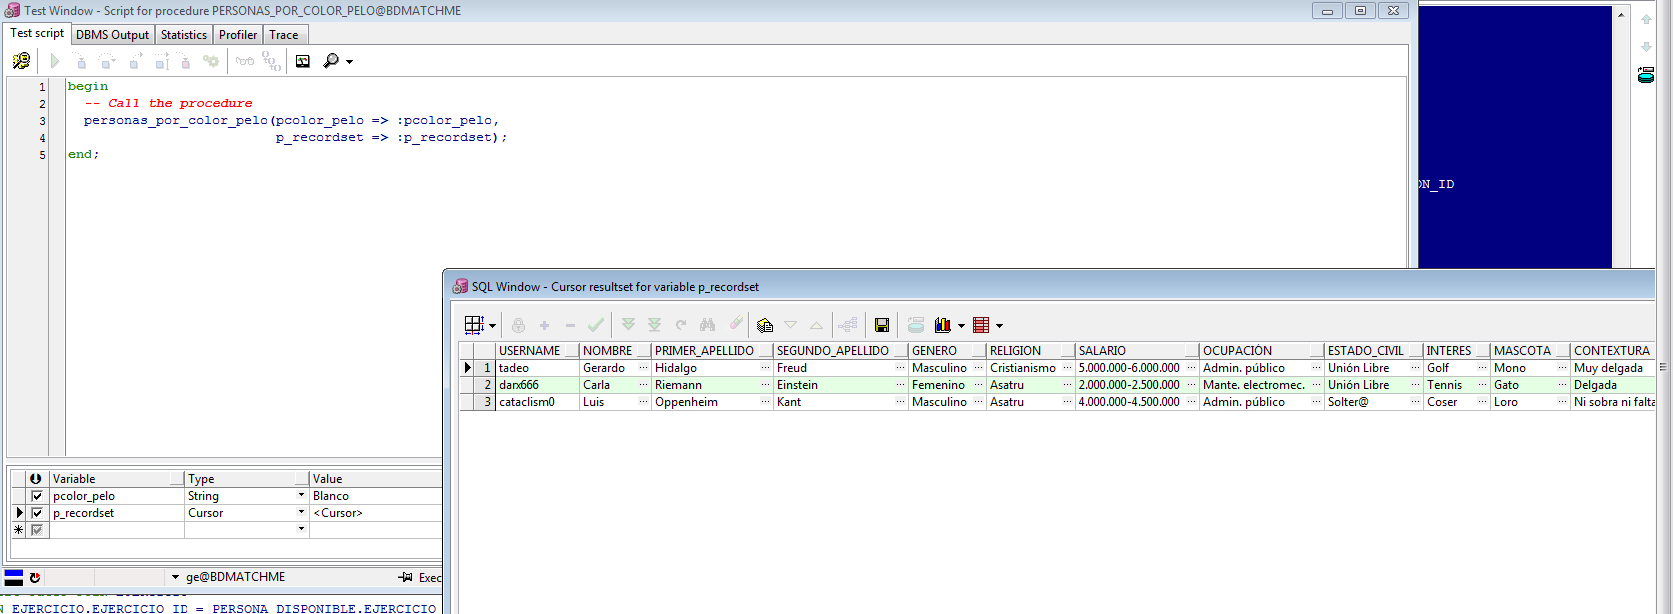 Test Window - Script for procedure PERSONAS_POR_COLOR_PELO@BDMATCHME
Test script DBMS Output Statistics Profiler Trace
1 begin
2 -- Call the procedure
3 personas_por_color_pelo(pcolor_pelo => :pcolor_pelo,
4 p_recordset => :p_recordset);
5 end;
ON_ID
SQL Window - Cursor resultset for variable p_recordset
USERNAME NOMBRE PRIMER_APELLIDO SEGUNDO_APELLIDO GENERO RELIGION SALARIO OCUPACIÓN ESTADO_CIVIL INTERES MASCOTA CONTEXTURA
1 tadeo Gerardo Hidalgo Freud Masculino Cristianismo 5.000.000-6.000.000 Admin. público Unión Libre Golf Mono Muy delgada
2 darx666 Carla Riemann Einstein Femenino Asatru 2.000.000-2.500.000 Mante. electromec. Unión Libre Tennis Gato Delgada
3 cataclism0 Luis Oppenheim Kant Masculino Asatru 4.000.000-4.500.000 Admin. público Solter@ Coser Loro Ni sobra ni falta
Variable Type Value
pcolor_pelo String Blanco
p_recordset Cursor <Cursor>
ge@BDMATCHME Exec
N EJERCICIO.EJERCICIO_ID = PERSONA_DISPONIBLE.EJERCICIO